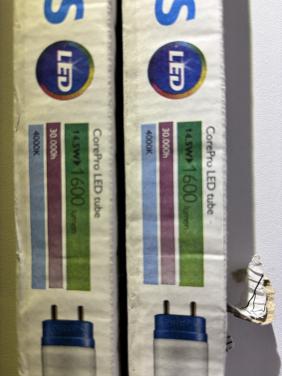 S
LED
CorePro LED tube
14.5W▶1600 lumen
30.000h
4000K
S
LED
CorePro LED tube
14.5W▶1600 lumen
30.000h
4000K